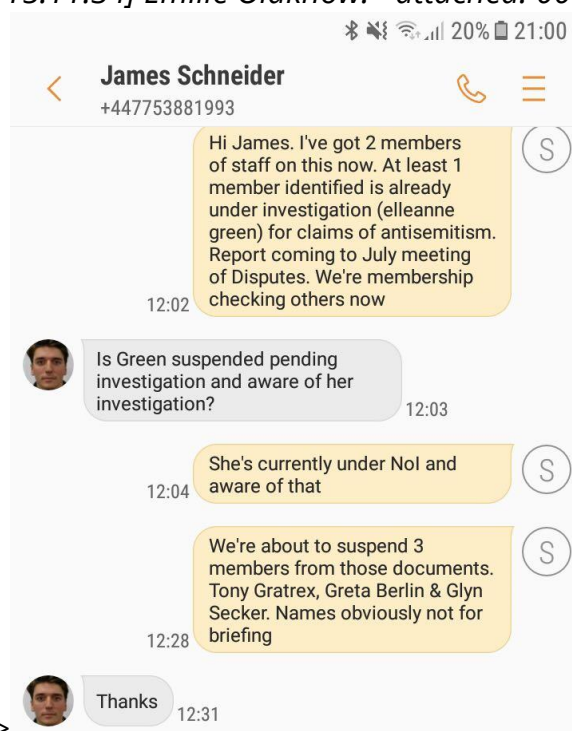 attached.
20% 21:00
James Schneider
+447753881993
Hi James. I've got 2 members
of staff on this now. At least 1
member identified is already
under investigation (elleanne
green) for claims of antisemitism.
Report coming to July meeting
of Disputes. We're membership
checking others now
12:02
S
Is Green suspended pending
investigation and aware of her
investigation?
12:03
She's currently under NoI and
aware of that
12:04
S
We're about to suspend 3
members from those documents.
Tony Gratrex, Greta Berlin & Glyn
Secker. Names obviously not for
briefing
12:28
S
Thanks
12:31
>